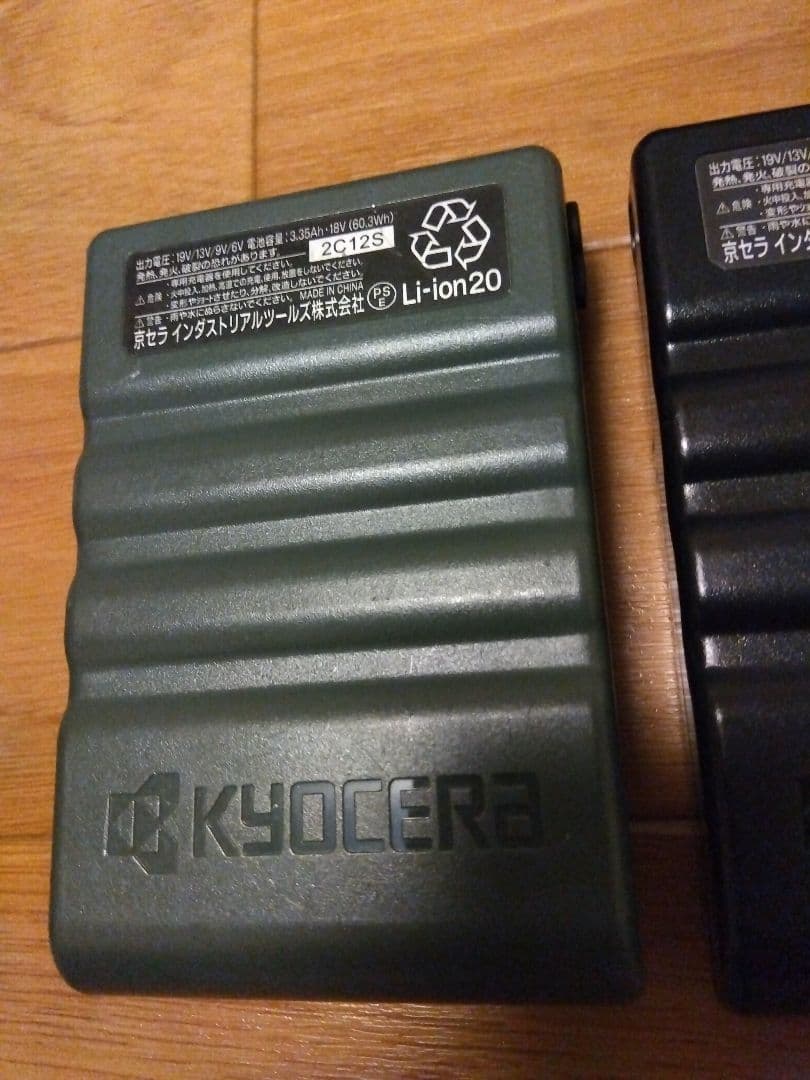 出力電圧:19V/13V/9V/6V 電池容量:3.35Ah・18V(60.3Wh)
発熱、発火、破裂の恐れがあります。
2C12S
・専用充電器を使用してください。
⚠危険 ・火中投入、加熱、高温での充電、使用、放置をしないでください。
・変形やショートさせたり、分解、改造しないでください。
⚠警告 ・雨や水にぬらさないでください。 MADE IN CHINA
京セラ インダストリアルツールズ株式会社
PS
E
Li-ion20
KYOCERA
出力電圧:19V/13V/
発熱、発火、破裂の
・専用充電
⚠危険 ・火中投入、加
・変形やショ
⚠警告 ・雨や水
京セラ イン